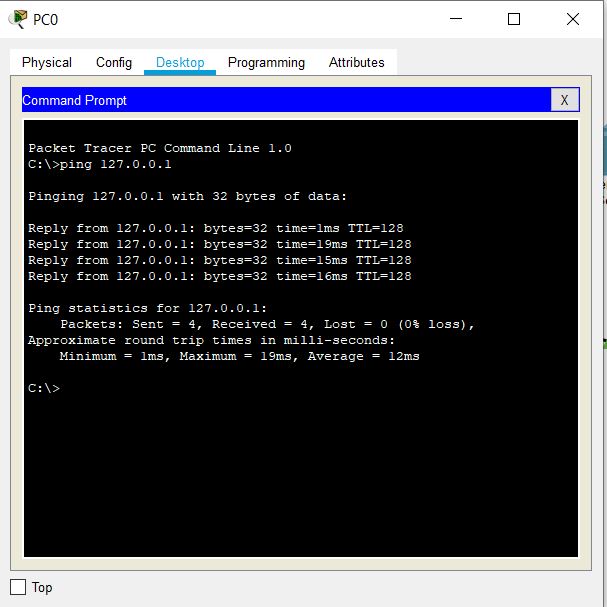 PC0
Physical Config Desktop Programming Attributes
Command Prompt
X
Packet Tracer PC Command Line 1.0
C:\>ping 127.0.0.1
Pinging 127.0.0.1 with 32 bytes of data:
Reply from 127.0.0.1: bytes=32 time=1ms TTL=128
Reply from 127.0.0.1: bytes=32 time=19ms TTL=128
Reply from 127.0.0.1: bytes=32 time=15ms TTL=128
Reply from 127.0.0.1: bytes=32 time=16ms TTL=128
Ping statistics for 127.0.0.1:
Packets: Sent = 4, Received = 4, Lost = 0 (0% loss),
Approximate round trip times in milli-seconds:
Minimum = 1ms, Maximum = 19ms, Average = 12ms
C:\>
Top